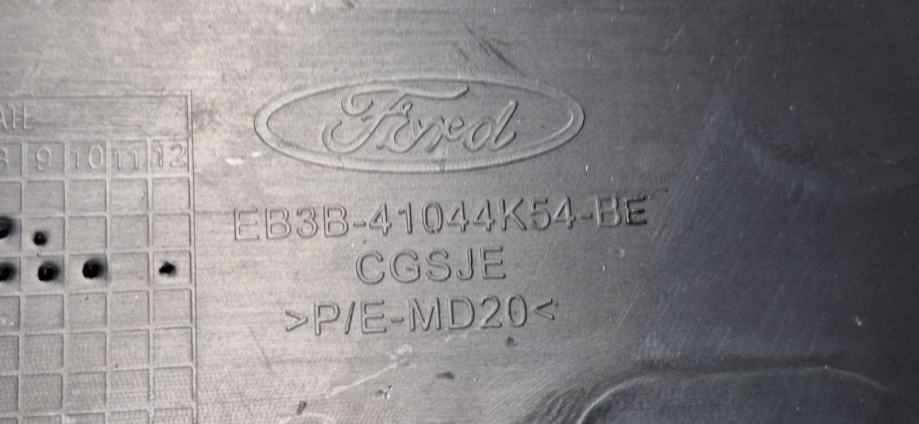 Ford
ATE
8 9 10 11 12
EB3B-41044K54-BE
CGSJE
>P/E-MD20<